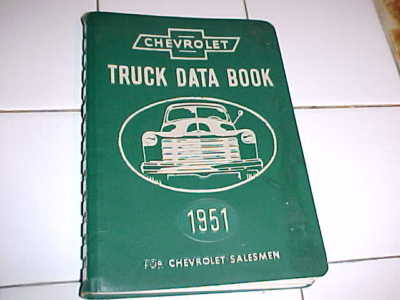 CHEVROLET
TRUCK DATA BOOK
1951
FOR CHEVROLET SALESMEN